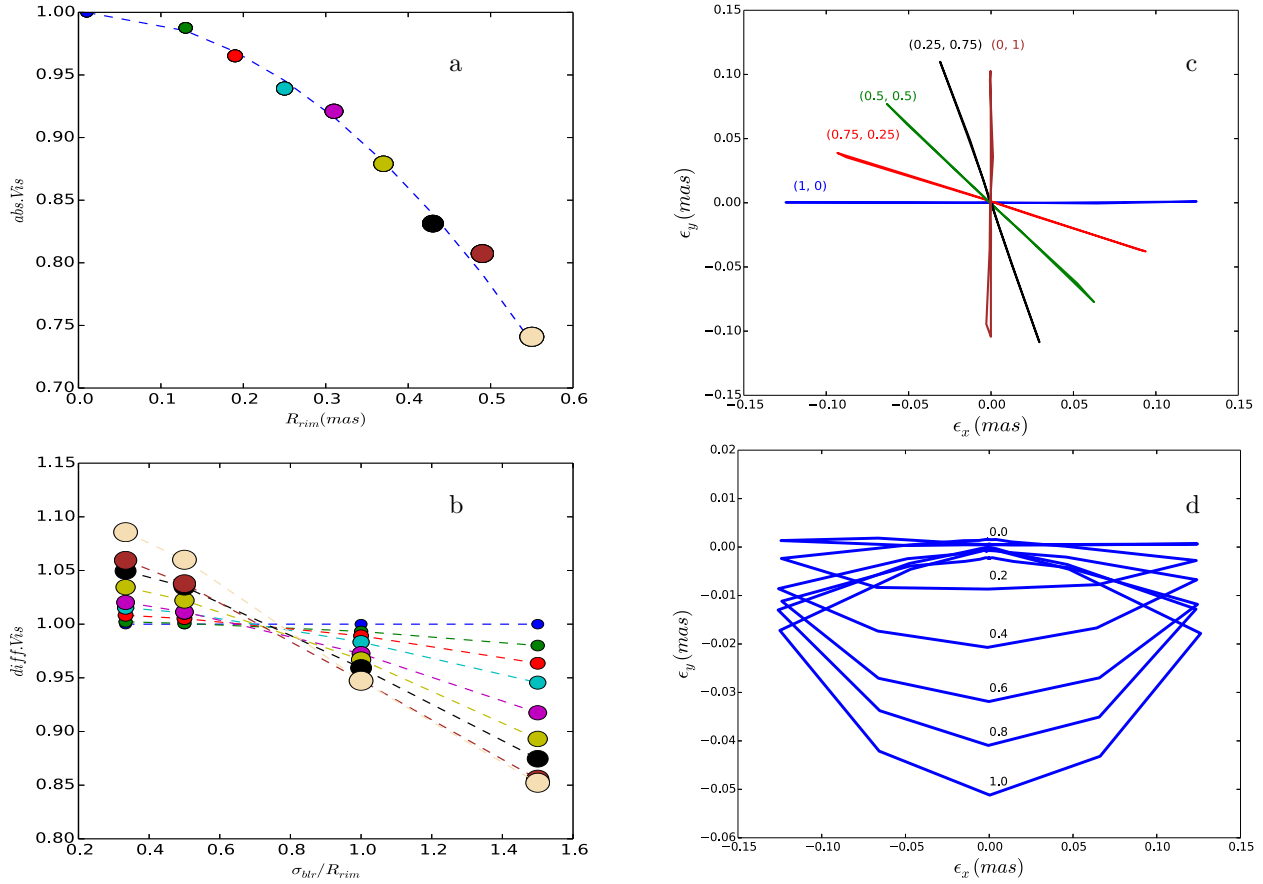 1.00
0.95
0.90
0.85
0.80
0.75
0.70
abs.Vis
a
0.0 0.1 0.2 0.3 0.4 0.5 0.6
R_{rim}(mas)
0.15
0.10
0.05
0.00
−0.05
−0.10
−0.15
ϵ_y(mas)
(0.25, 0.75) (0, 1)
c
(0.5, 0.5)
(0.75, 0.25)
(1, 0)
−0.15 −0.10 −0.05 0.00 0.05 0.10 0.15
ϵ_x(mas)
1.15
1.10
1.05
1.00
0.95
0.90
0.85
0.80
diff.Vis
b
0.2 0.4 0.6 0.8 1.0 1.2 1.4 1.6
σ_{blr}/R_{rim}
0.02
0.01
0.00
−0.01
−0.02
−0.03
−0.04
−0.05
−0.06
ϵ_y(mas)
d
0.0
0.2
0.4
0.6
0.8
1.0
−0.15 −0.10 −0.05 0.00 0.05 0.10 0.15
ϵ_x(mas)